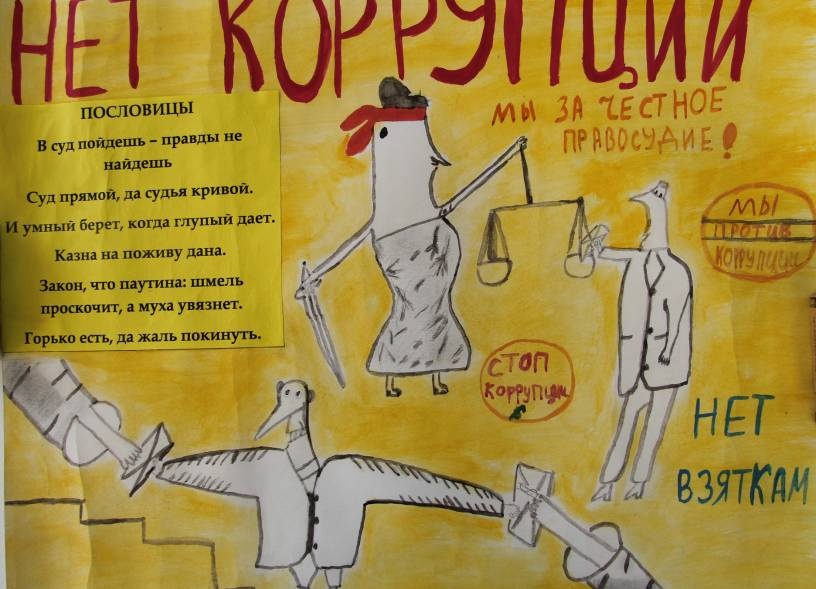 НЕТ КОРРУПЦИИ
ПОСЛОВИЦЫ
В суд пойдешь – правды не
найдешь
Суд прямой, да судья кривой.
И умный берет, когда глупый дает.
Казна на поживу дана.
Закон, что паутина: шмель
проскочит, а муха увязнет.
Горько есть, да жаль покинуть.
МЫ ЗА ЧЕСТНОЕ
ПРАВОСУДИЕ!
МЫ
ПРОТИВ
КОРРУПЦИИ
СТОП
КОРРУПЦИИ
НЕТ
ВЗЯТКАМ